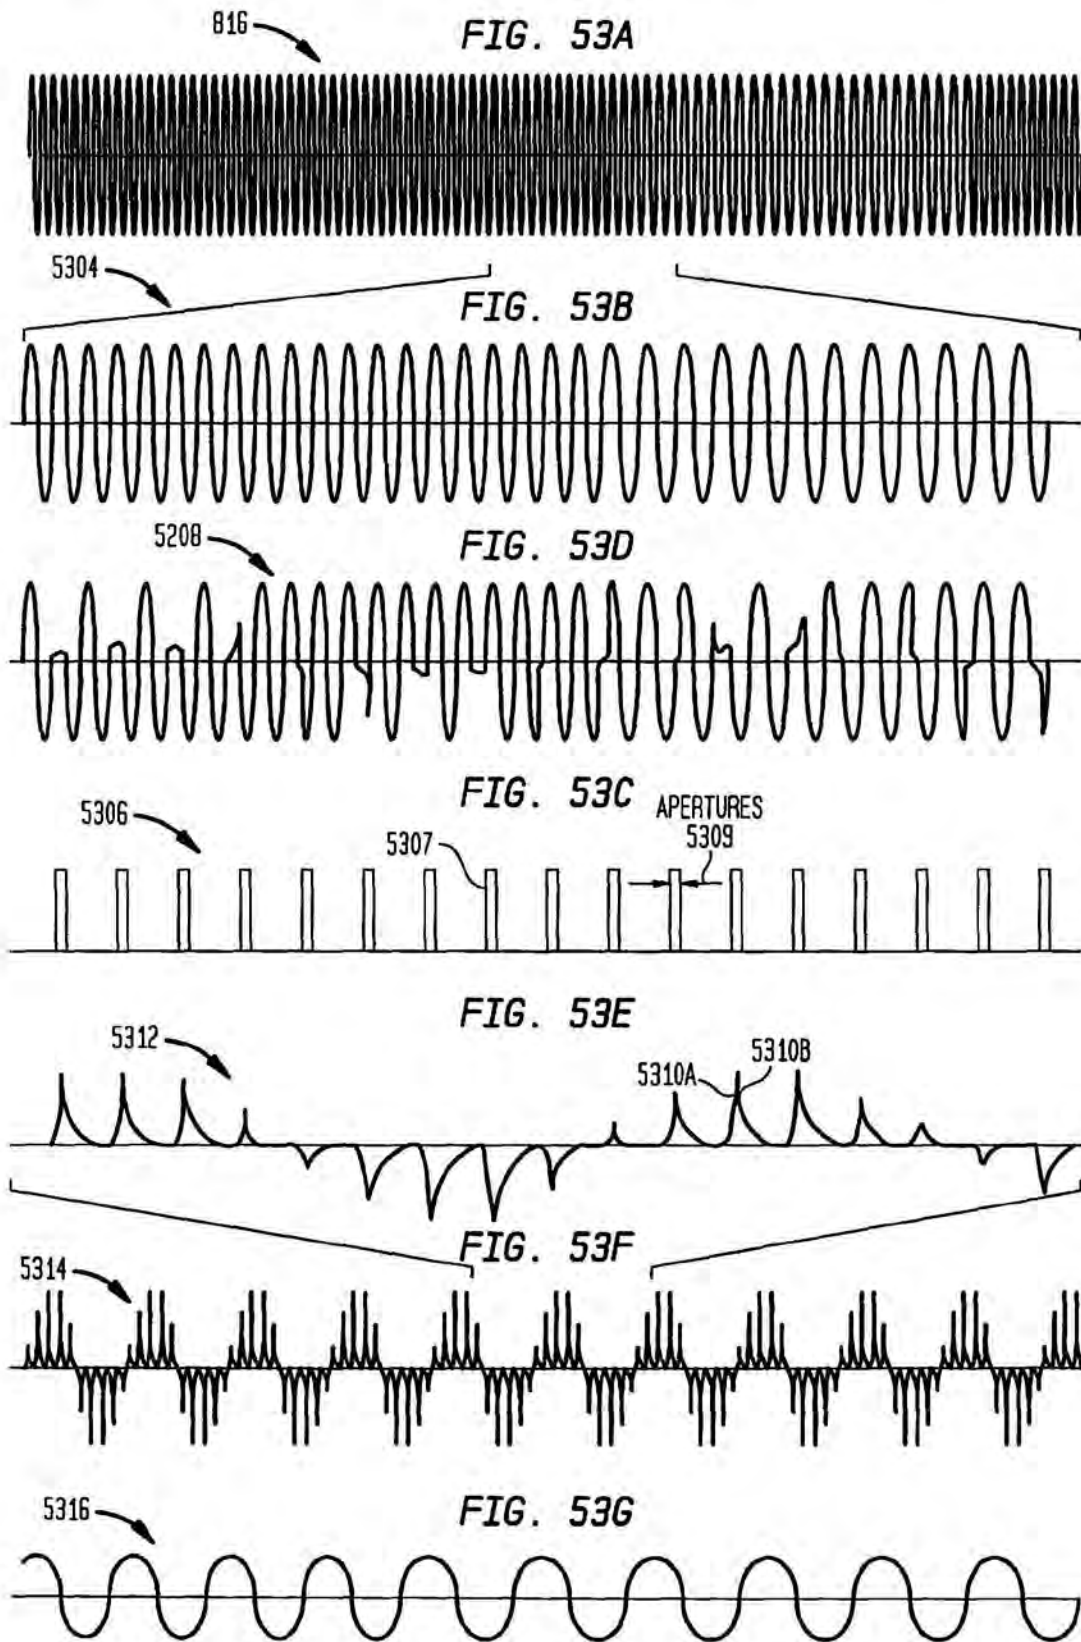 816
FIG. 53A
5304
FIG. 53B
5208
FIG. 53D
FIG. 53C
5306
5307
APERTURES
5309
FIG. 53E
5312
5310A
5310B
FIG. 53F
5314
FIG. 53G
5316